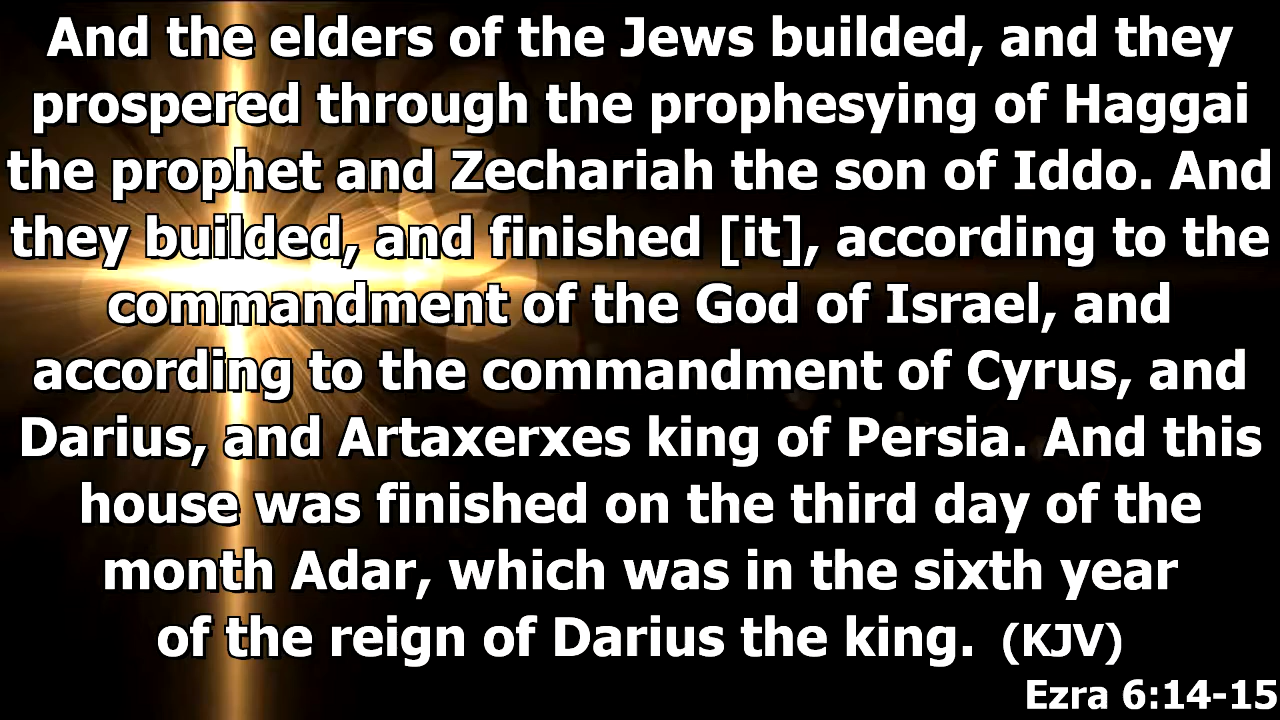 And the elders of the Jews builded, and they
prospered through the prophesying of Haggai
the prophet and Zechariah the son of Iddo. And
they builded, and finished [it], according to the
commandment of the God of Israel, and
according to the commandment of Cyrus, and
Darius, and Artaxerxes king of Persia. And this
house was finished on the third day of the
month Adar, which was in the sixth year
of the reign of Darius the king. (KJV)
Ezra 6:14-15